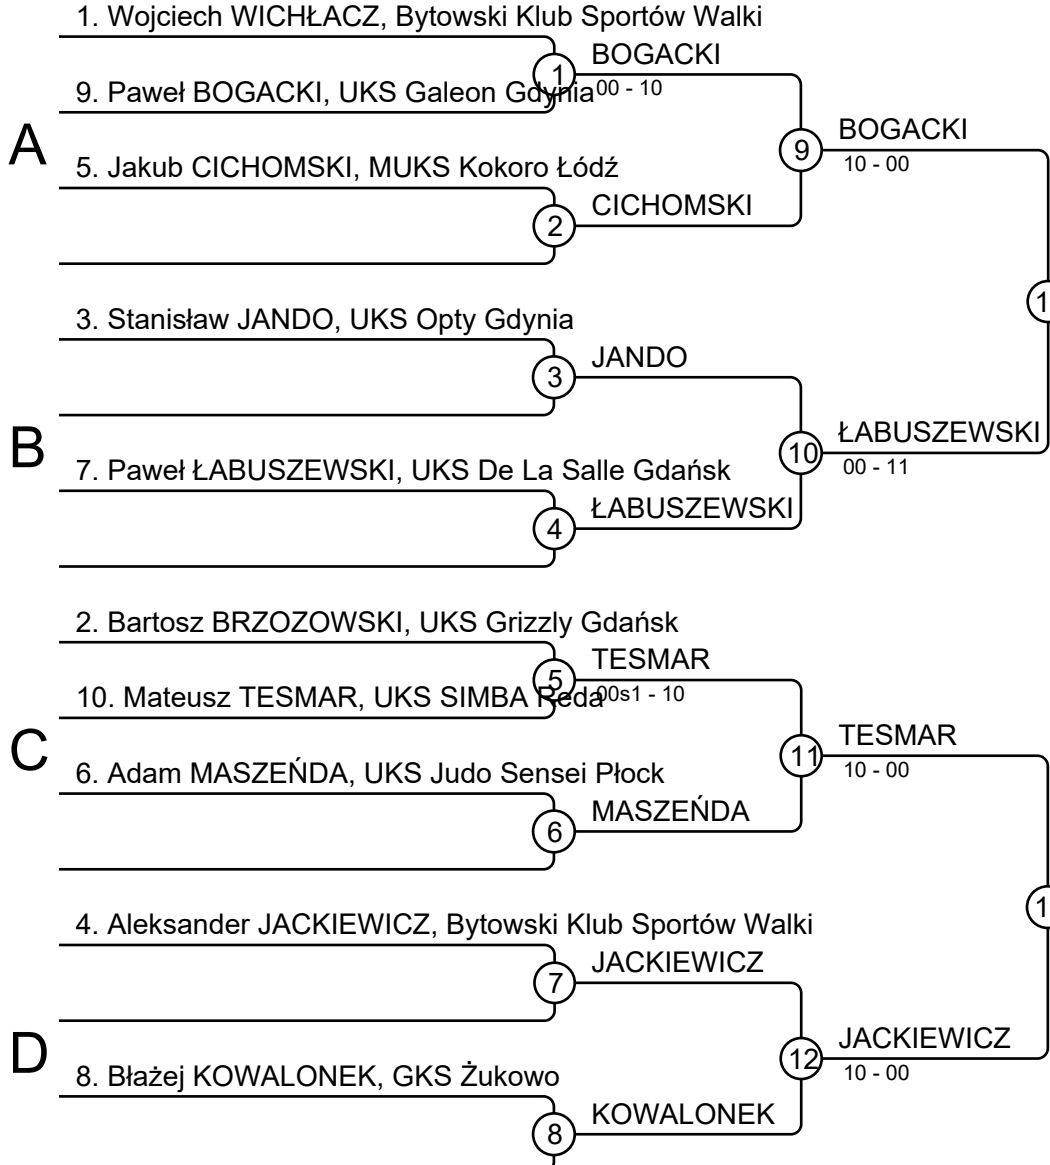 1. Wojciech WICHŁACZ, Bytowski Klub Sportów Walki
BOGACKI
1
9. Paweł BOGACKI, UKS Galeon Gdynia
00 - 10
A
BOGACKI
9
10 - 00
5. Jakub CICHOMSKI, MUKS Kokoro Łódź
CICHOMSKI
2
1
3. Stanisław JANDO, UKS Opty Gdynia
JANDO
3
B
ŁABUSZEWSKI
10
00 - 11
7. Paweł ŁABUSZEWSKI, UKS De La Salle Gdańsk
ŁABUSZEWSKI
4
2. Bartosz BRZOZOWSKI, UKS Grizzly Gdańsk
TESMAR
5
10. Mateusz TESMAR, UKS SIMBA Reda
00s1 - 10
C
TESMAR
11
10 - 00
6. Adam MASZEŃDA, UKS Judo Sensei Płock
MASZEŃDA
6
1
4. Aleksander JACKIEWICZ, Bytowski Klub Sportów Walki
JACKIEWICZ
7
D
JACKIEWICZ
12
10 - 00
8. Błażej KOWALONEK, GKS Żukowo
KOWALONEK
8